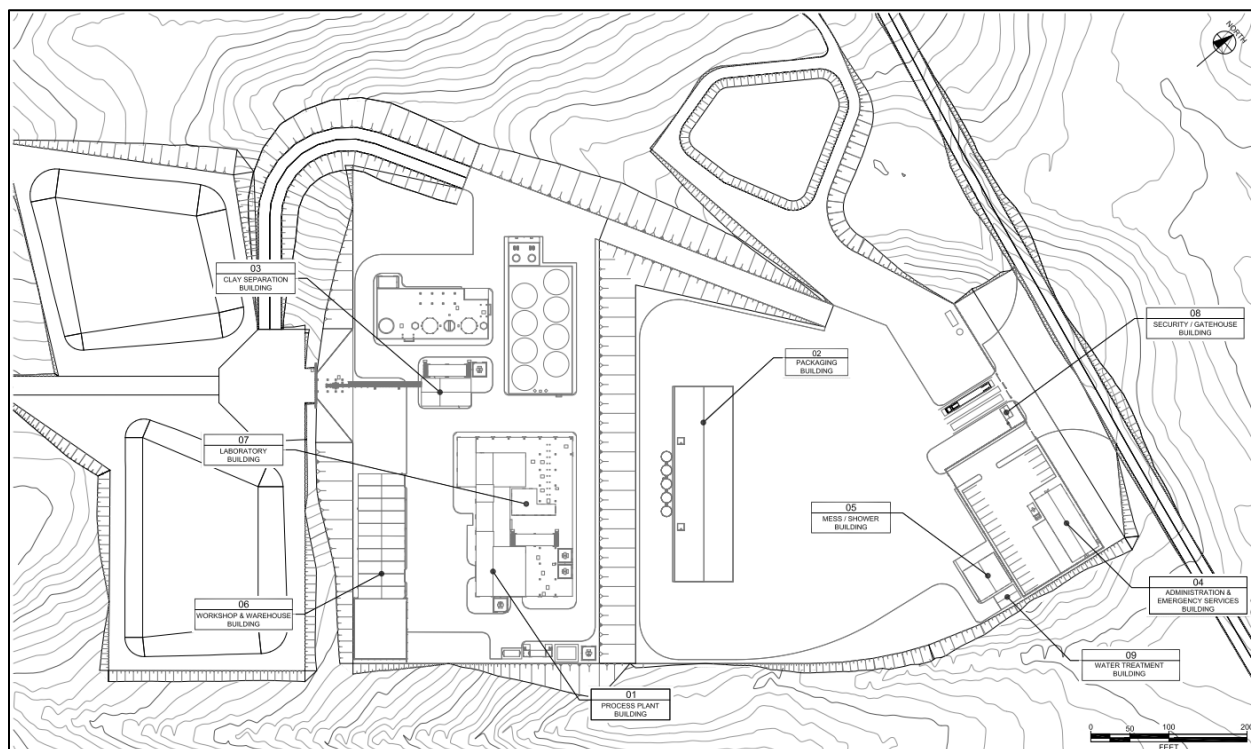 NORTH
03
CLAY SEPARATION
BUILDING
08
SECURITY / GATEHOUSE
BUILDING
02
PACKAGING
BUILDING
07
LABORATORY
BUILDING
05
MESS / SHOWER
BUILDING
04
ADMINISTRATION &
EMERGENCY SERVICES
BUILDING
06
WORKSHOP & WAREHOUSE
BUILDING
09
WATER TREATMENT
BUILDING
01
PROCESS PLANT
BUILDING
0 50 100 200
FEET